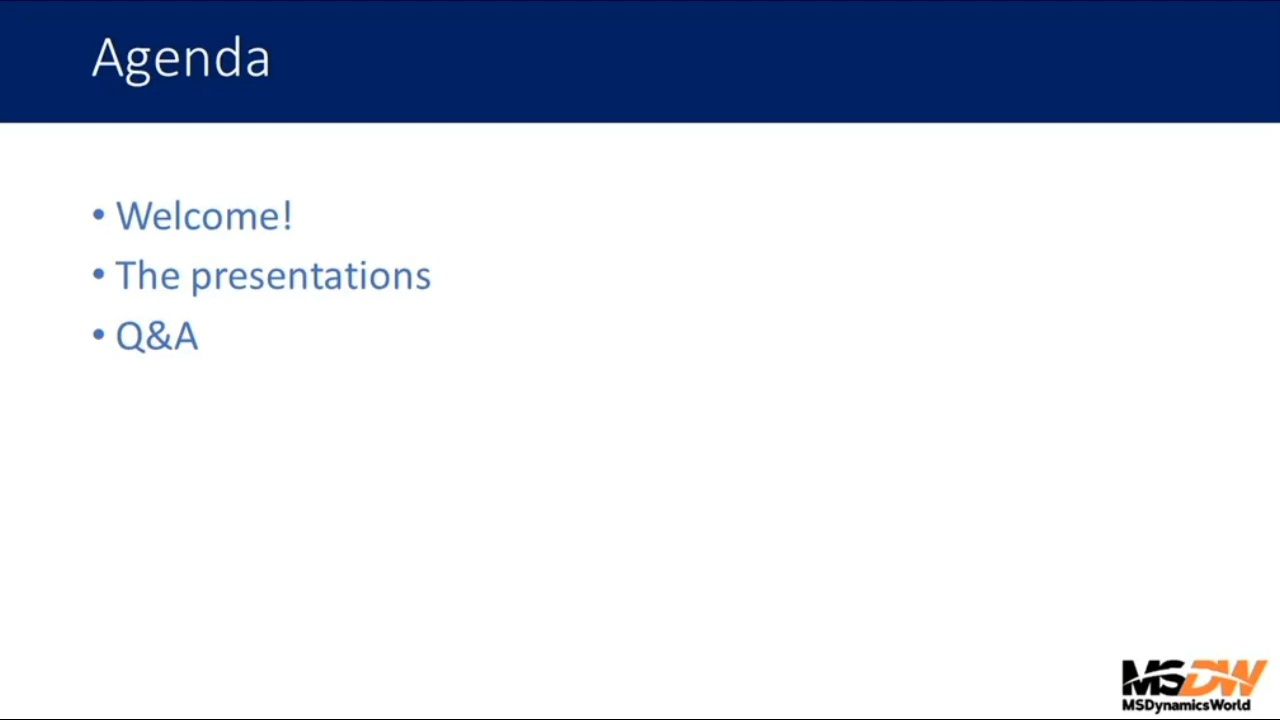 Agenda
• Welcome!
• The presentations
• Q&A
MSDW
MSDynamicsWorld